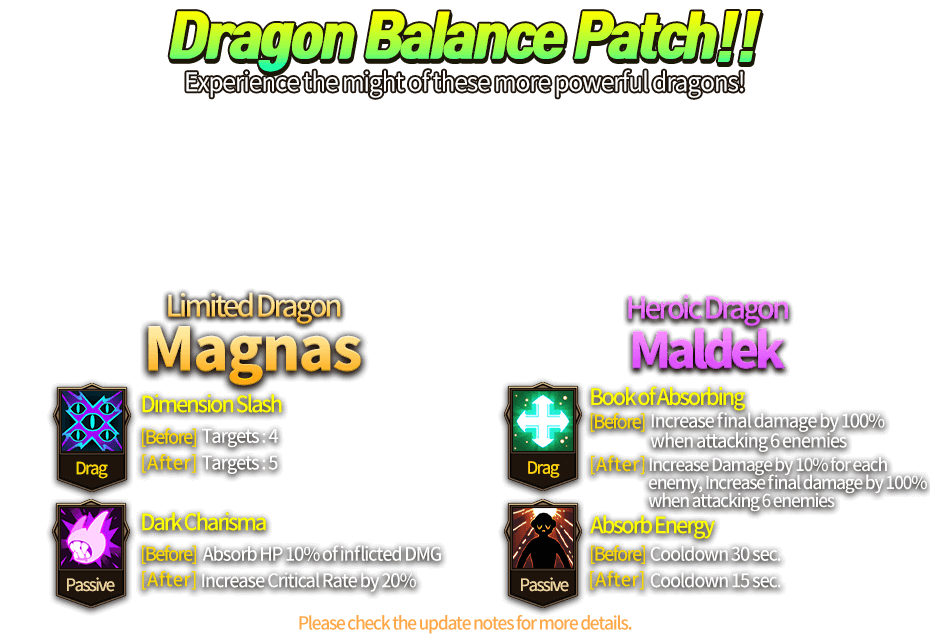 Dragon Balance Patch!!
Experience the might of these more powerful dragons!
Limited Dragon
Magnas
Drag
Dimension Slash
[Before] Targets : 4
[After] Targets : 5
Passive
Dark Charisma
[Before] Absorb HP 10% of inflicted DMG
[After] Increase Critical Rate by 20%
Heroic Dragon
Maldek
Drag
Book of Absorbing
[Before] Increase final damage by 100%
when attacking 6 enemies
[After] Increase Damage by 10% for each
enemy, Increase final damage by 100%
when attacking 6 enemies
Passive
Absorb Energy
[Before] Cooldown 30 sec.
[After] Cooldown 15 sec.
Please check the update notes for more details.